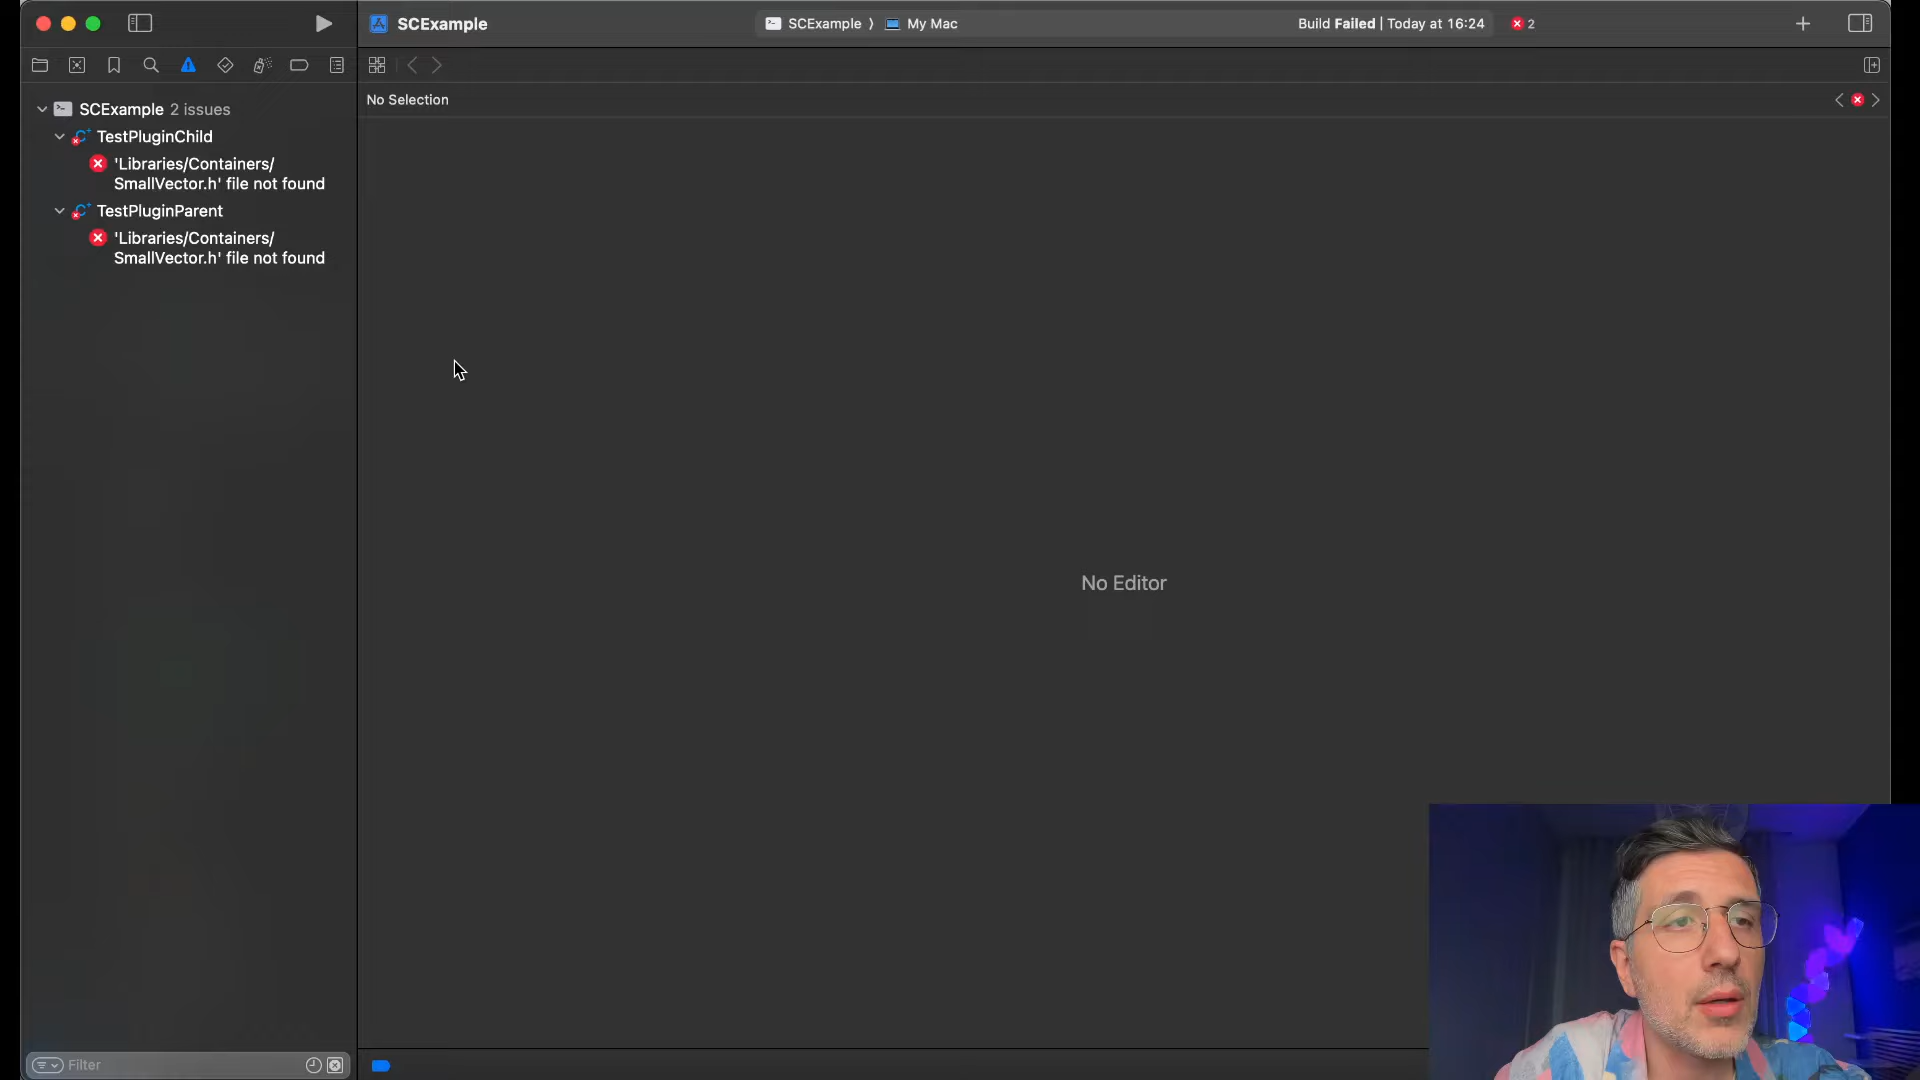 SCExample
SCExample 〉 My Mac
Build Failed | Today at 16:24
2
SCExample 2 issues
TestPluginChild
'Libraries/Containers/
SmallVector.h' file not found
TestPluginParent
'Libraries/Containers/
SmallVector.h' file not found
No Selection
No Editor
Filter